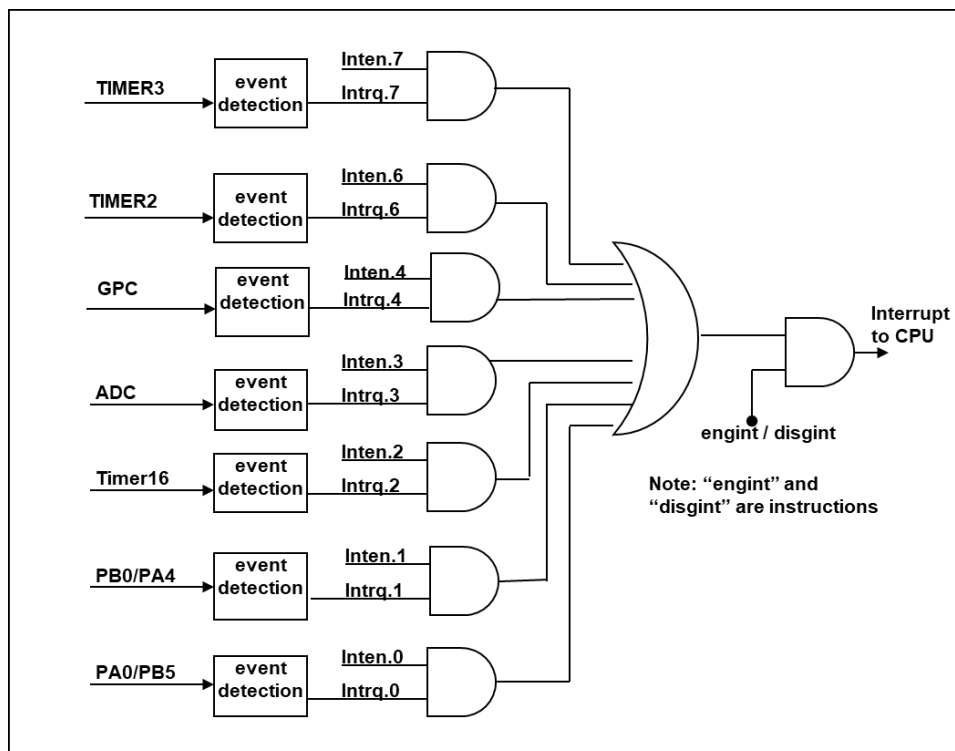 TIMER3
event
detection
Inten.7
Intrq.7
TIMER2
event
detection
Inten.6
Intrq.6
GPC
event
detection
Inten.4
Intrq.4
ADC
event
detection
Inten.3
Intrq.3
Timer16
event
detection
Inten.2
Intrq.2
PB0/PA4
event
detection
Inten.1
Intrq.1
PA0/PB5
event
detection
Inten.0
Intrq.0
Interrupt
to CPU
engint / disgint
Note: “engint” and
“disgint” are instructions